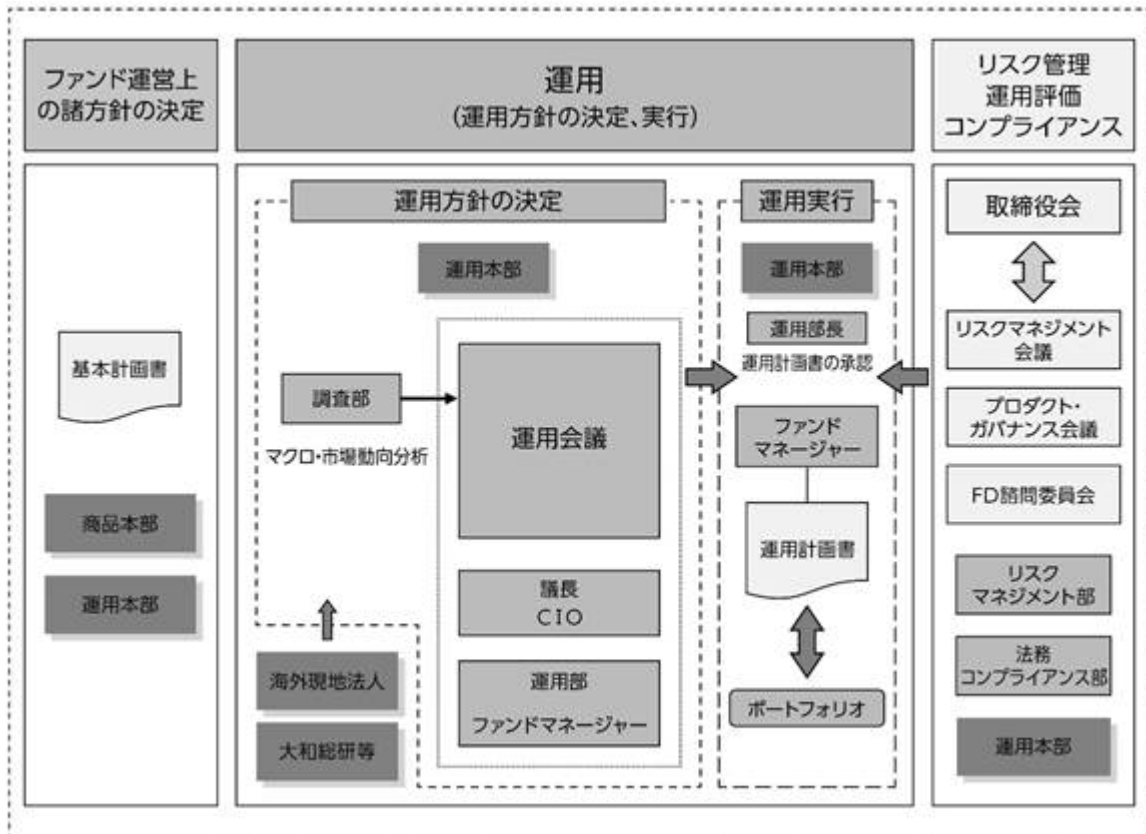 ファンド運営上
の諸方針の決定
運用
(運用方針の決定、実行)
リスク管理
運用評価
コンプライアンス
基本計画書
商品本部
運用本部
運用方針の決定
運用本部
調査部
マクロ・市場動向分析
運用会議
議長
CIO
運用部
ファンドマネージャー
海外現地法人
大和総研等
運用実行
運用本部
運用部長
運用計画書の承認
ファンド
マネージャー
運用計画書
ポートフォリオ
取締役会
リスクマネジメント
会議
プロダクト・
ガバナンス会議
FD諮問委員会
リスク
マネジメント部
法務
コンプライアンス部
運用本部